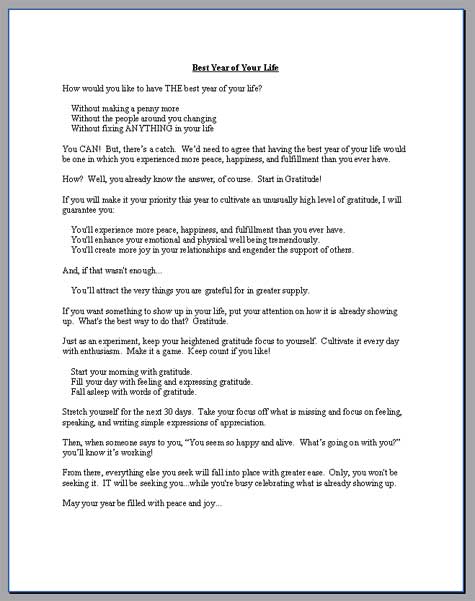 Best Year of Your Life
How would you like to have THE best year of your life?
Without making a penny more
Without the people around you changing
Without fixing ANYTHING in your life
You CAN!  But, there's a catch.  We'd need to agree that having the best year of your life would
be one in which you experienced more peace, happiness, and fulfillment than you ever have.
How?  Well, you already know the answer, of course.  Start in Gratitude!
If you will make it your priority this year to cultivate an unusually high level of gratitude, I will
guarantee you:
You'll experience more peace, happiness, and fulfillment than you ever have.
You'll enhance your emotional and physical well being tremendously.
You'll create more joy in your relationships and engender the support of others.
And, if that wasn't enough...
You'll attract the very things you are grateful for in greater supply.
If you want something to show up in your life, put your attention on how it is already showing
up.  What's the best way to do that?  Gratitude.
Just as an experiment, keep your heightened gratitude focus to yourself.  Cultivate it every day
with enthusiasm.  Make it a game.  Keep count if you like!
Start your morning with gratitude.
Fill your day with feeling and expressing gratitude.
Fall asleep with words of gratitude.
Stretch yourself for the next 30 days.  Take your focus off what is missing and focus on feeling,
speaking, and writing simple expressions of appreciation.
Then, when someone says to you, “You seem so happy and alive.  What's going on with you?”
you'll know it's working!
From there, everything else you seek will fall into place with greater ease.  Only, you won't be
seeking it.  IT will be seeking you...while you're busy celebrating what is already showing up.
May your year be filled with peace and joy...